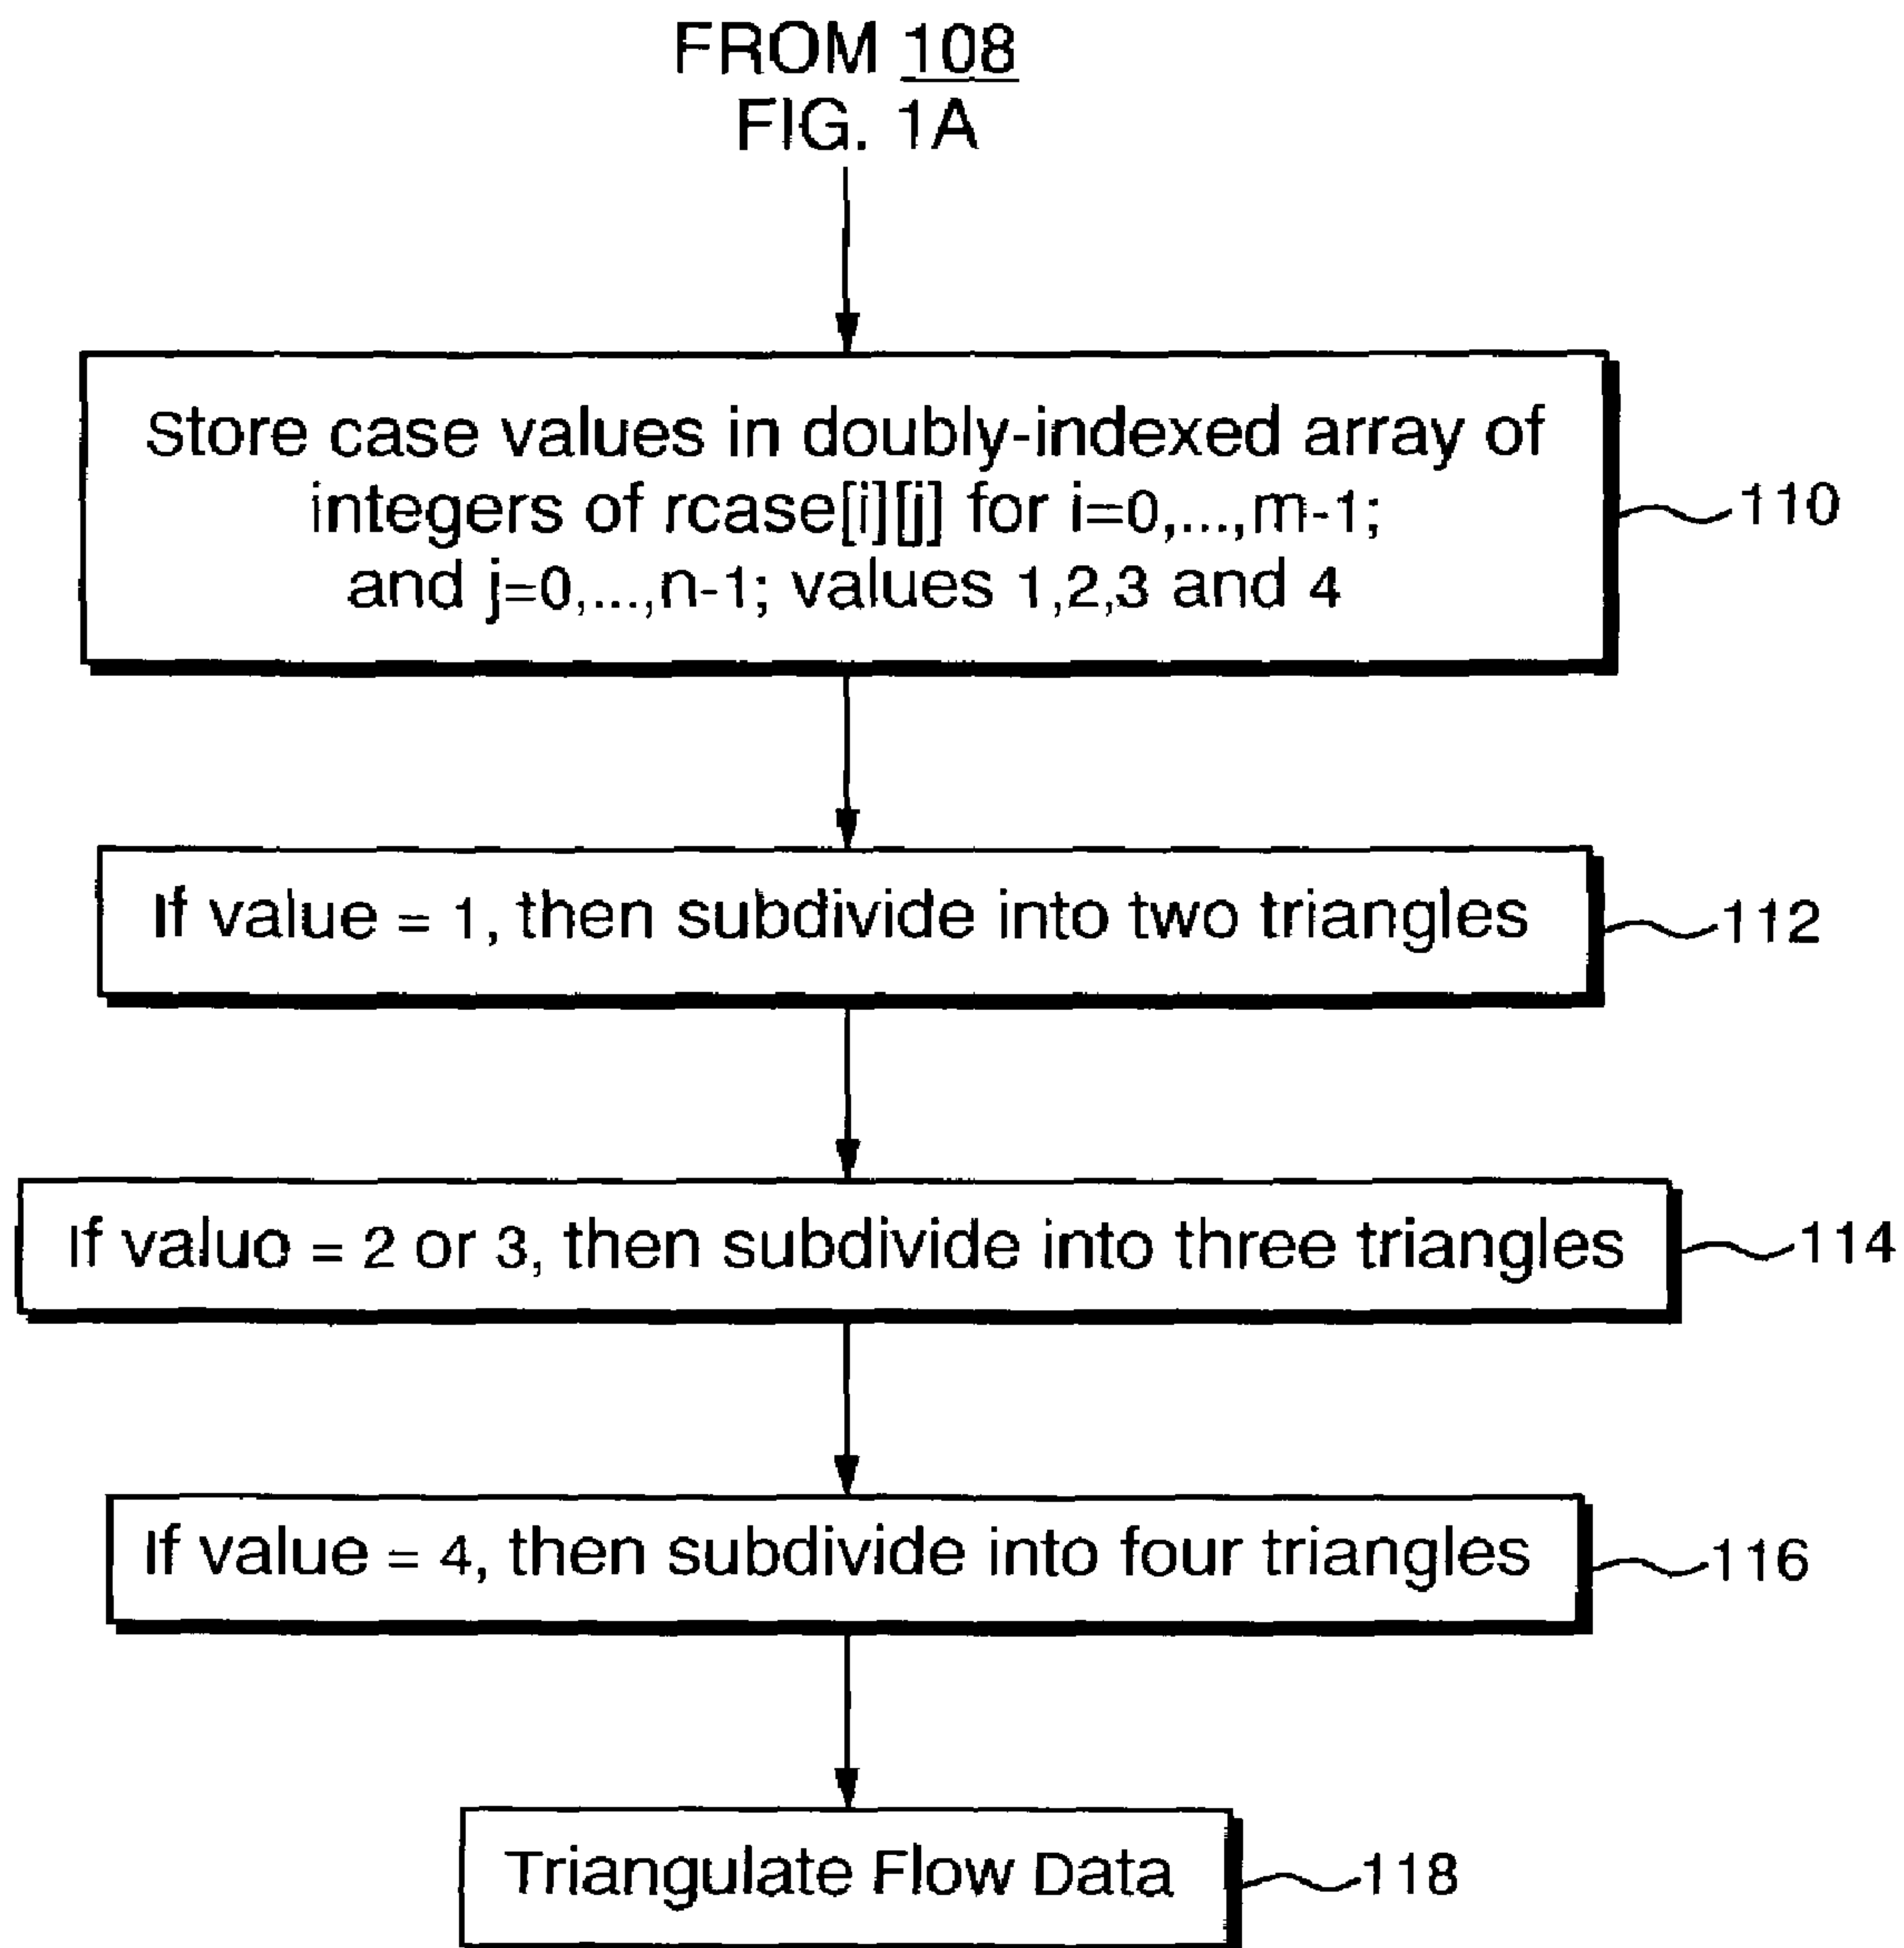 FROM 108
FIG. 1A
Store case values in doubly-indexed array of
integers of rcase[i][j] for i=0,...,m-1;
and j=0,...,n-1; values 1,2,3 and 4
110
If value = 1, then subdivide into two triangles
112
If valuo = 2 or 3, then subdivide into three triangles
114
If value = 4, then subdivide into four triangles
116
Triangulate Flow Data
118